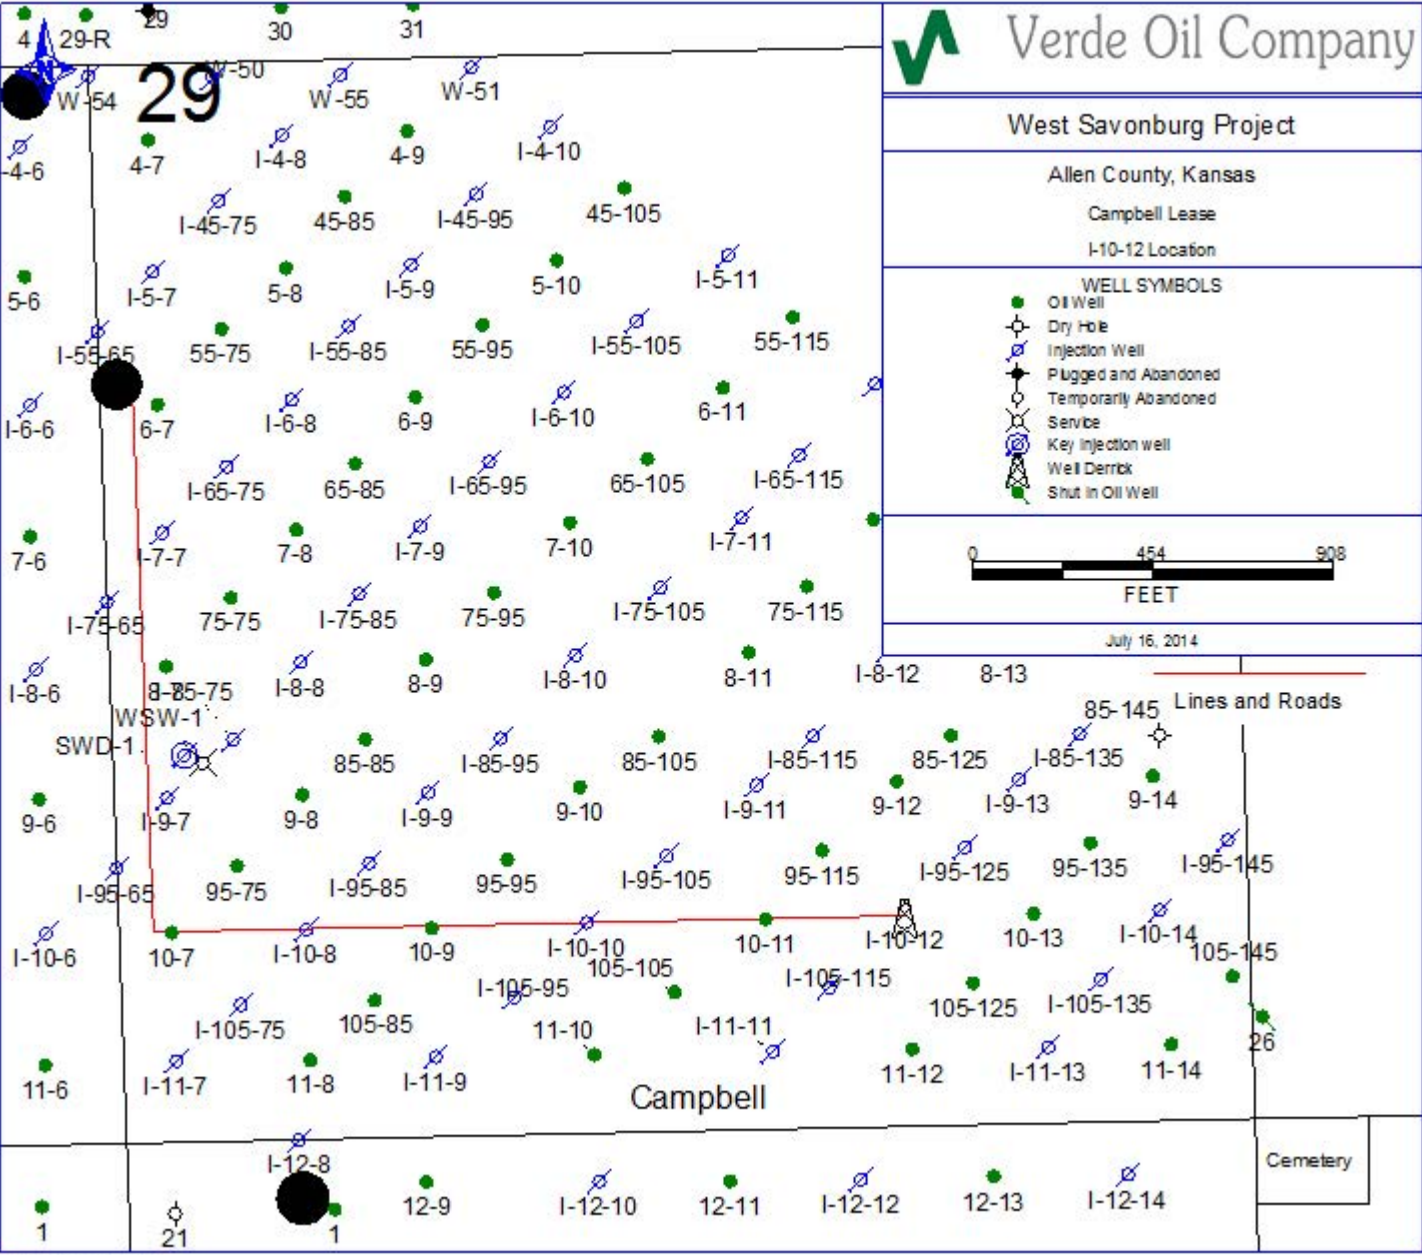 4
29-R
29
30
31
Verde Oil Company
W-54
29
W-50
W-55
W-51
West Savonburg Project
Allen County, Kansas
Campbell Lease
I-10-12 Location
-4-6
4-7
I-4-8
4-9
I-4-10
I-45-75
45-85
I-45-95
45-105
5-6
I-5-7
5-8
I-5-9
5-10
I-5-11
WELL SYMBOLS
Oil Well
Dry Hole
Injection Well
Plugged and Abandoned
Temporarily Abandoned
Service
Key Injection well
Well Derrick
Shut In Oil Well
I-55-65
55-75
I-55-85
55-95
I-55-105
55-115
I-6-6
6-7
I-6-8
6-9
I-6-10
6-11
I-65-75
65-85
I-65-95
65-105
I-65-115
7-6
I-7-7
7-8
I-7-9
7-10
I-7-11
0 454 908
FEET
July 16, 2014
I-75-65
75-75
I-75-85
75-95
I-75-105
75-115
I-8-6
I-8-8
8-9
I-8-10
8-11
I-8-12
8-13
Lines and Roads
WSW-1
SWD-1
85-85
I-85-95
85-105
I-85-115
85-125
I-85-135
85-145
9-6
I-9-7
9-8
I-9-9
9-10
I-9-11
9-12
I-9-13
9-14
I-95-65
95-75
I-95-85
95-95
I-95-105
95-115
I-95-125
95-135
I-95-145
I-10-6
10-7
I-10-8
10-9
I-10-10
10-11
I-10-12
10-13
I-10-14
I-105-75
105-85
I-105-95
105-105
I-105-115
105-125
I-105-135
105-145
11-6
I-11-7
11-8
I-11-9
11-10
I-11-11
11-12
I-11-13
11-14
26
Campbell
I-12-8
Cemetery
1
21
1
12-9
I-12-10
12-11
I-12-12
12-13
I-12-14